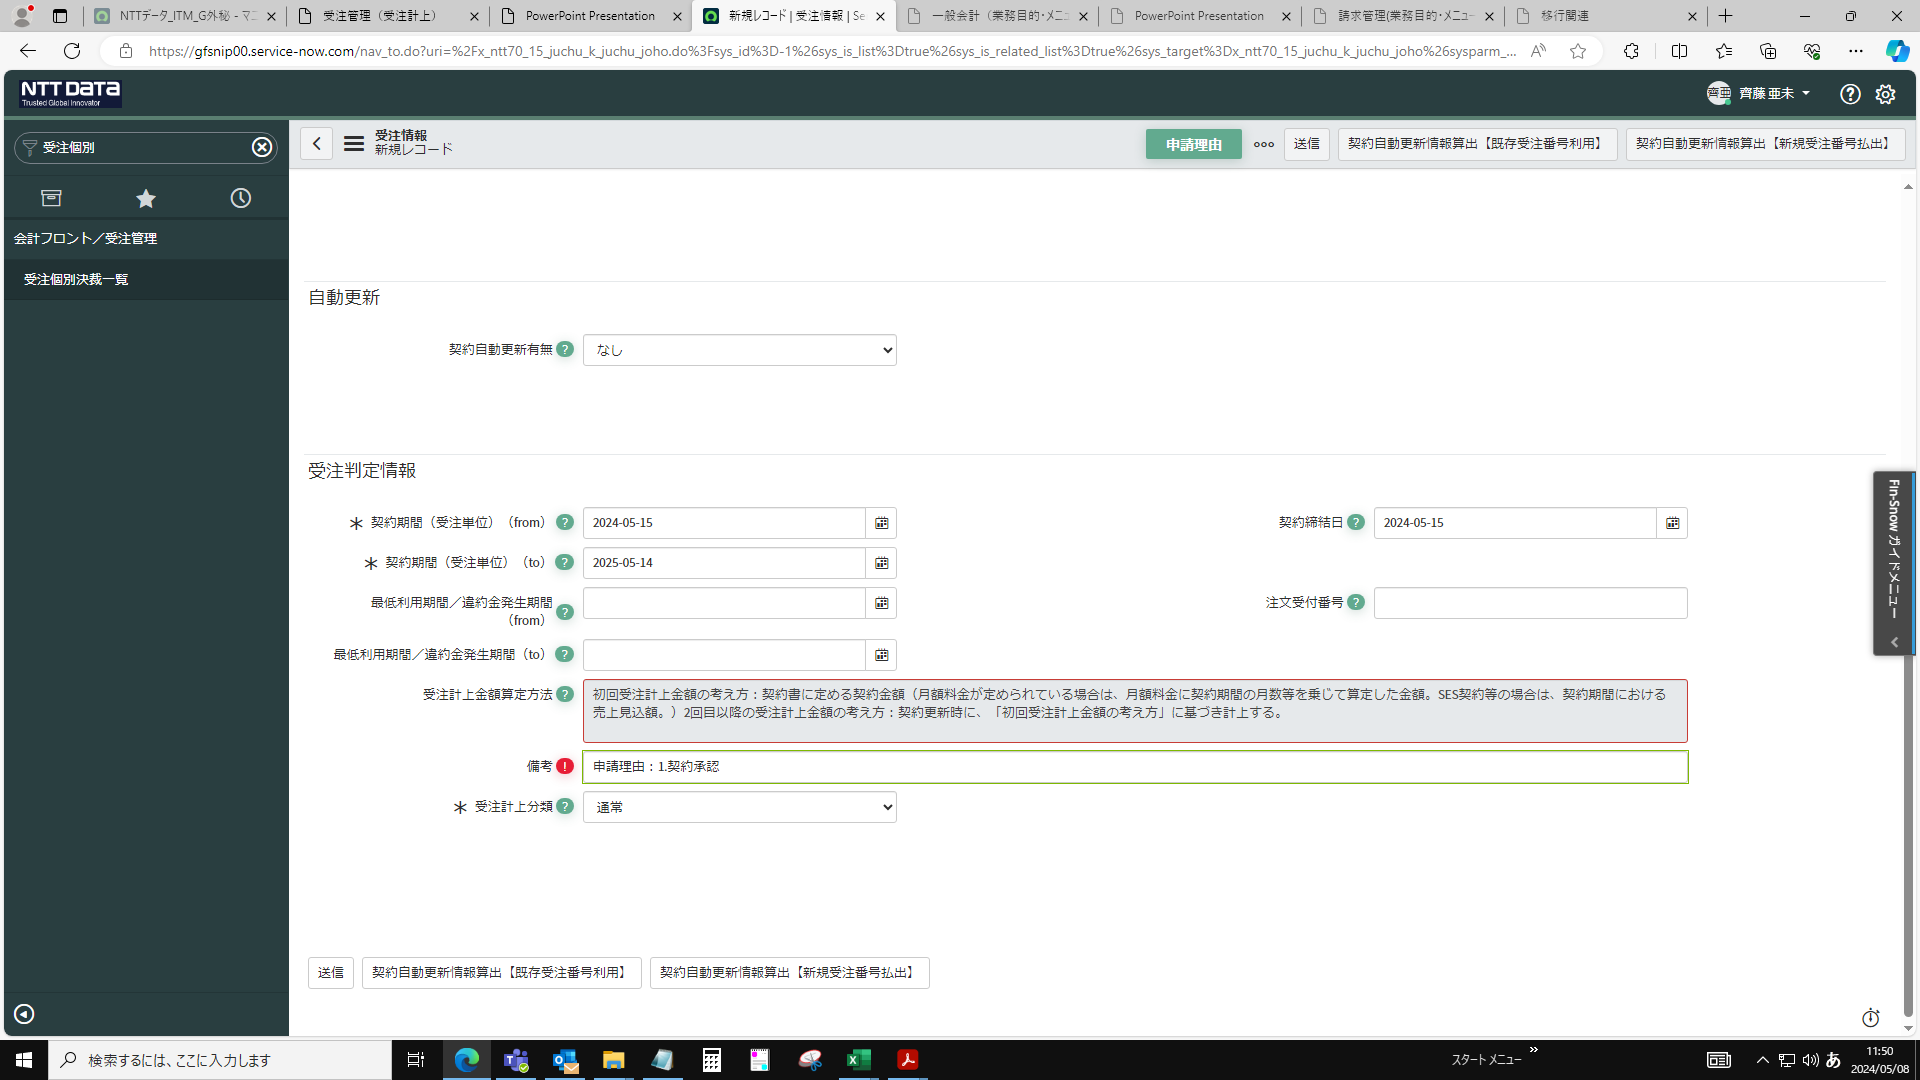 NTTデータ_ITM_G外秘 - マニ
受注管理（受注計上）
PowerPoint Presentation
新規レコード | 受注情報 | Se
一般会計（業務目的・メニュ
PowerPoint Presentation
請求管理(業務目的・メニュー
移行関連
https://gfsnip00.service-now.com/nav_to.do?uri=%2Fx_ntt70_15_juchu_k_juchu_joho.do%3Fsys_id%3D-1%26sys_is_list%3Dtrue%26sys_is_related_list%3Dtrue%26sys_target%3Dx_ntt70_15_juchu_k_juchu_joho%26sysparm_...
NTT DATA
Trusted Global Innovator
齊亜
齊藤 亜未
受注個別
受注情報
新規レコード
申請理由
送信
契約自動更新情報算出【既存受注番号利用】
契約自動更新情報算出【新規受注番号払出】
会計フロント／受注管理
受注個別決裁一覧
自動更新
契約自動更新有無 ?
なし
受注判定情報
＊ 契約期間（受注単位）（from） ?
2024-05-15
契約締結日 ?
2024-05-15
＊ 契約期間（受注単位）（to） ?
2025-05-14
最低利用期間／違約金発生期間
（from） ?
注文受付番号 ?
最低利用期間／違約金発生期間（to） ?
受注計上金額算定方法 ?
初回受注計上金額の考え方：契約書に定める契約金額（月額料金が定められている場合は、月額料金に契約期間の月数等を乗じて算定した金額。SES契約等の場合は、契約期間における
売上見込額。）2回目以降の受注計上金額の考え方：契約更新時に、「初回受注計上金額の考え方」に基づき計上する。
備考 !
申請理由：1.契約承認
＊ 受注計上分類 ?
通常
送信
契約自動更新情報算出【既存受注番号利用】
契約自動更新情報算出【新規受注番号払出】
Fin-Snow ガイドメニュー
検索するには、ここに入力します
スタート メニュー
あ
11:50
2024/05/08